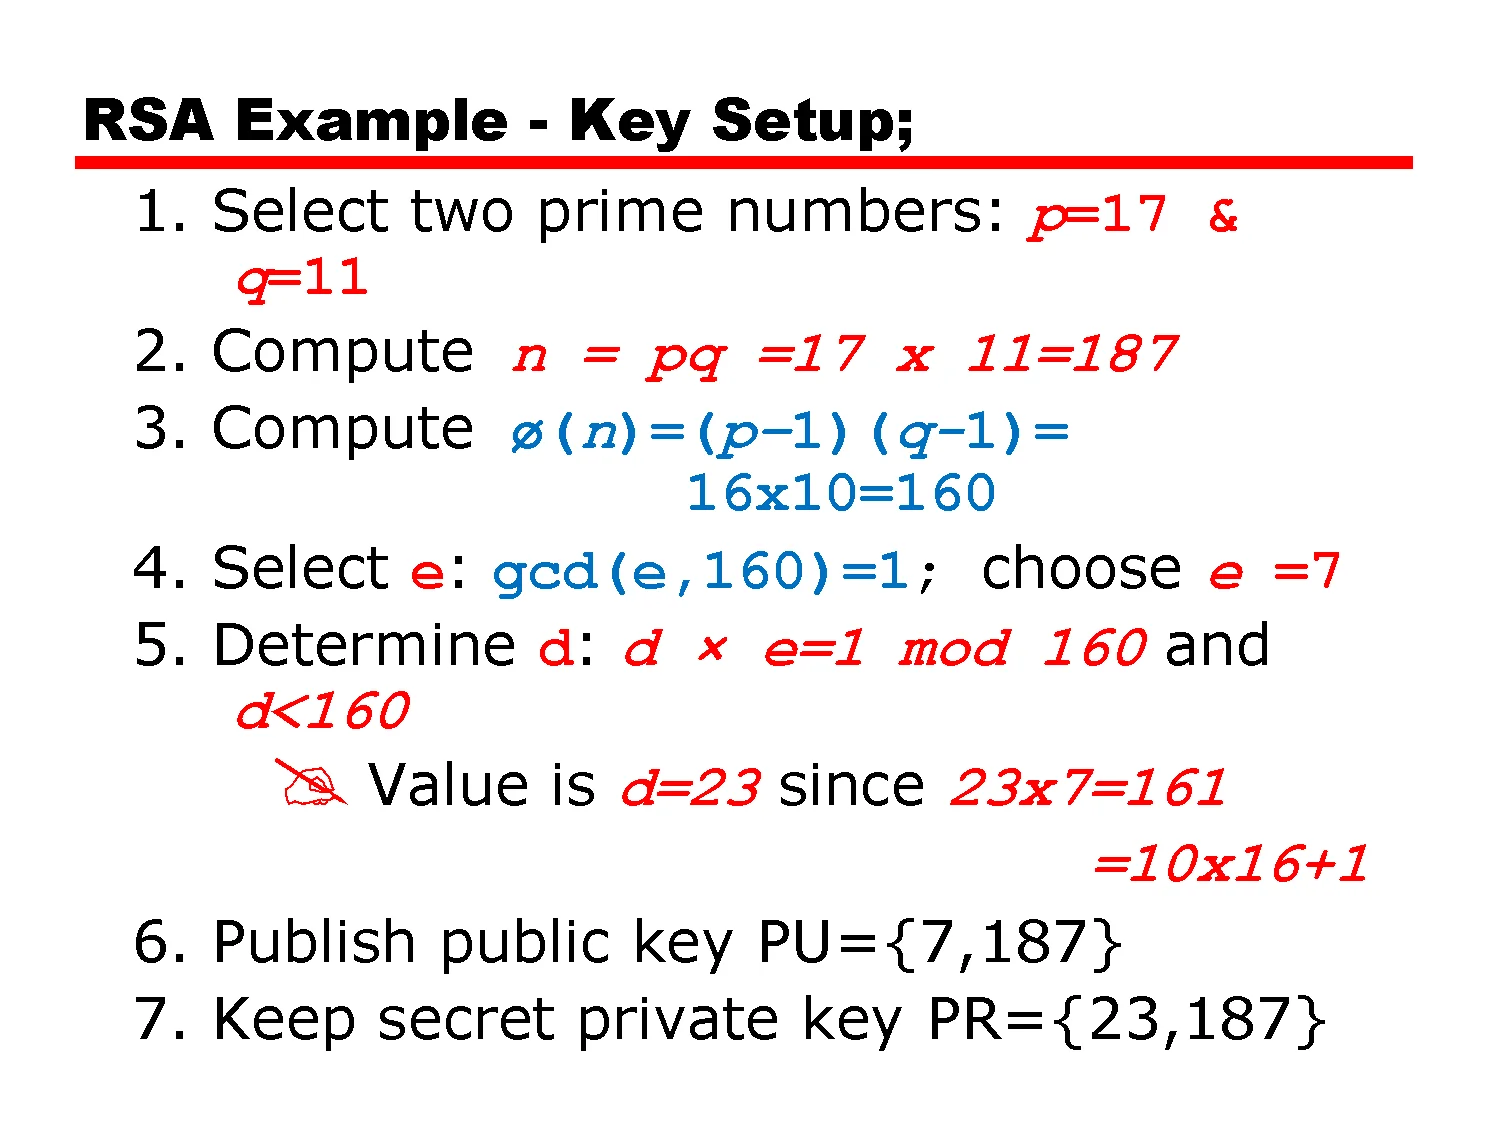 RSA Example - Key Setup;
1. Select two prime numbers: p=17 &
q=11
2. Compute n = pq =17 x 11=187
3. Compute ø(n)=(p–1)(q-1)=
16x10=160
4. Select e: gcd(e,160)=1; choose e =7
5. Determine d: d × e=1 mod 160 and
d<160
Value is d=23 since 23x7=161
=10x16+1
6. Publish public key PU={7,187}
7. Keep secret private key PR={23,187}